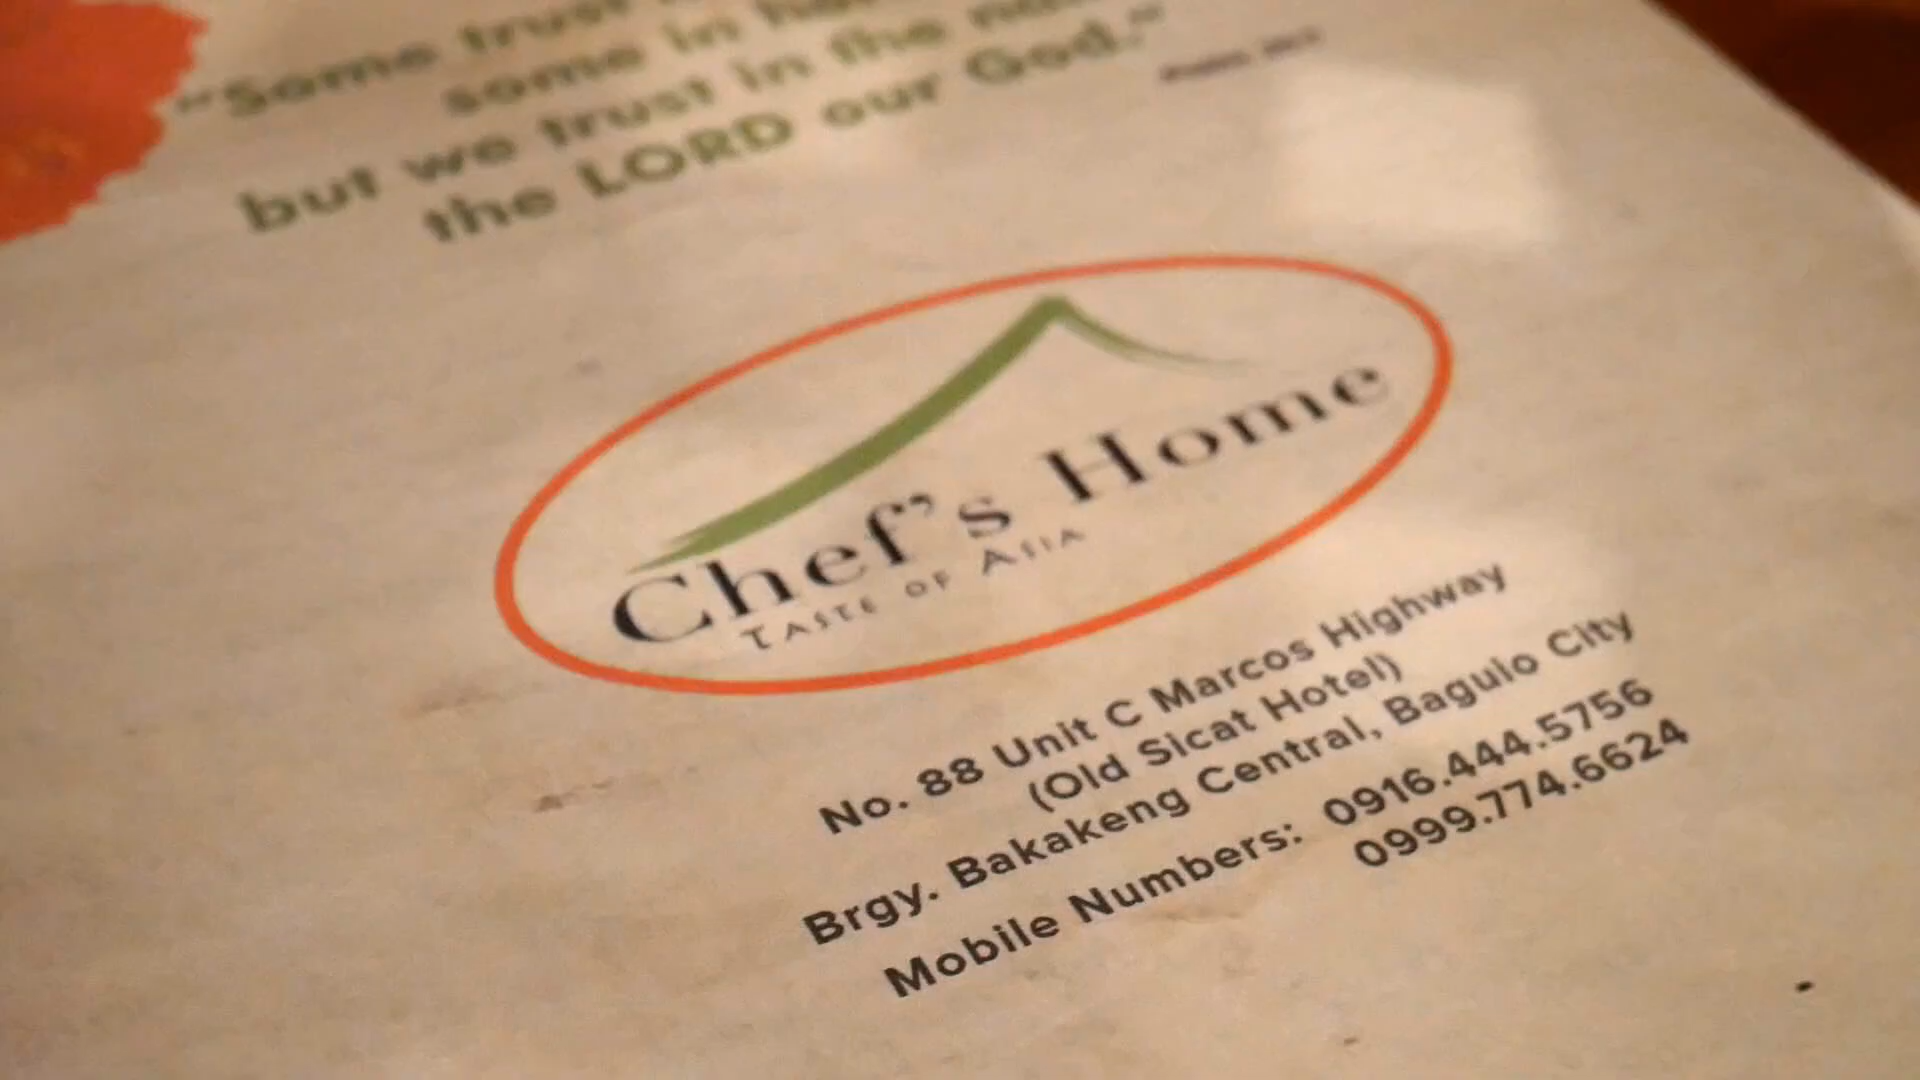 "Some trust
some in
but we trust in the
the LORD our God."
Chef's Home
TASTE OF ASIA
No. 88 Unit C Marcos Highway
(Old Sicat Hotel)
Brgy. Bakakeng Central, Baguio City
Mobile Numbers: 0916.444.5756
0999.774.6624